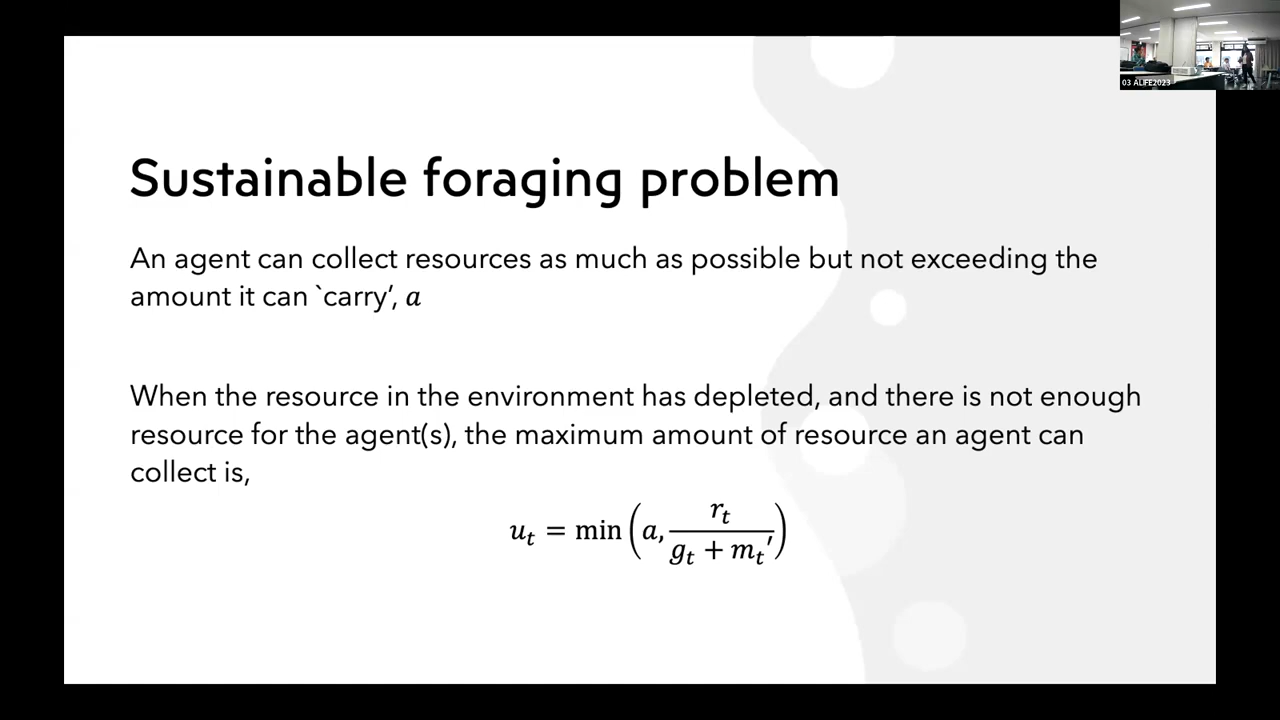 03 ALIFE2023
Sustainable foraging problem
An agent can collect resources as much as possible but not exceeding the
amount it can `carry’, a
When the resource in the environment has depleted, and there is not enough
resource for the agent(s), the maximum amount of resource an agent can
collect is,
u_t = min(a, r_t / (g_t + m_t′))